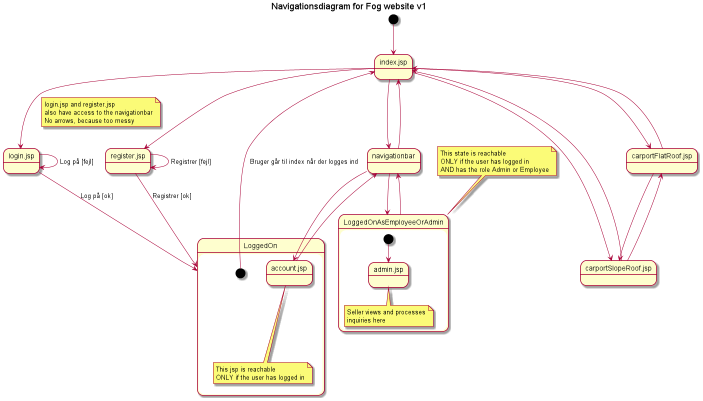 Navigationsdiagram for Fog website v1
index.jsp
login.jsp and register.jsp
also have access to the navigationbar
No arrows, because too messy
login.jsp
Log på [fejl]
register.jsp
Registrer [fejl]
Bruger går til index når der logges ind
navigationbar
This state is reachable
ONLY if the user has logged in
AND has the role Admin or Employee
carportFlatRoof.jsp
Log på [ok]
Registrer [ok]
LoggedOnAsEmployeeOrAdmin
LoggedOn
account.jsp
admin.jsp
carportSlopeRoof.jsp
Seller views and processes
inquiries here
This jsp is reachable
ONLY if the user has logged in